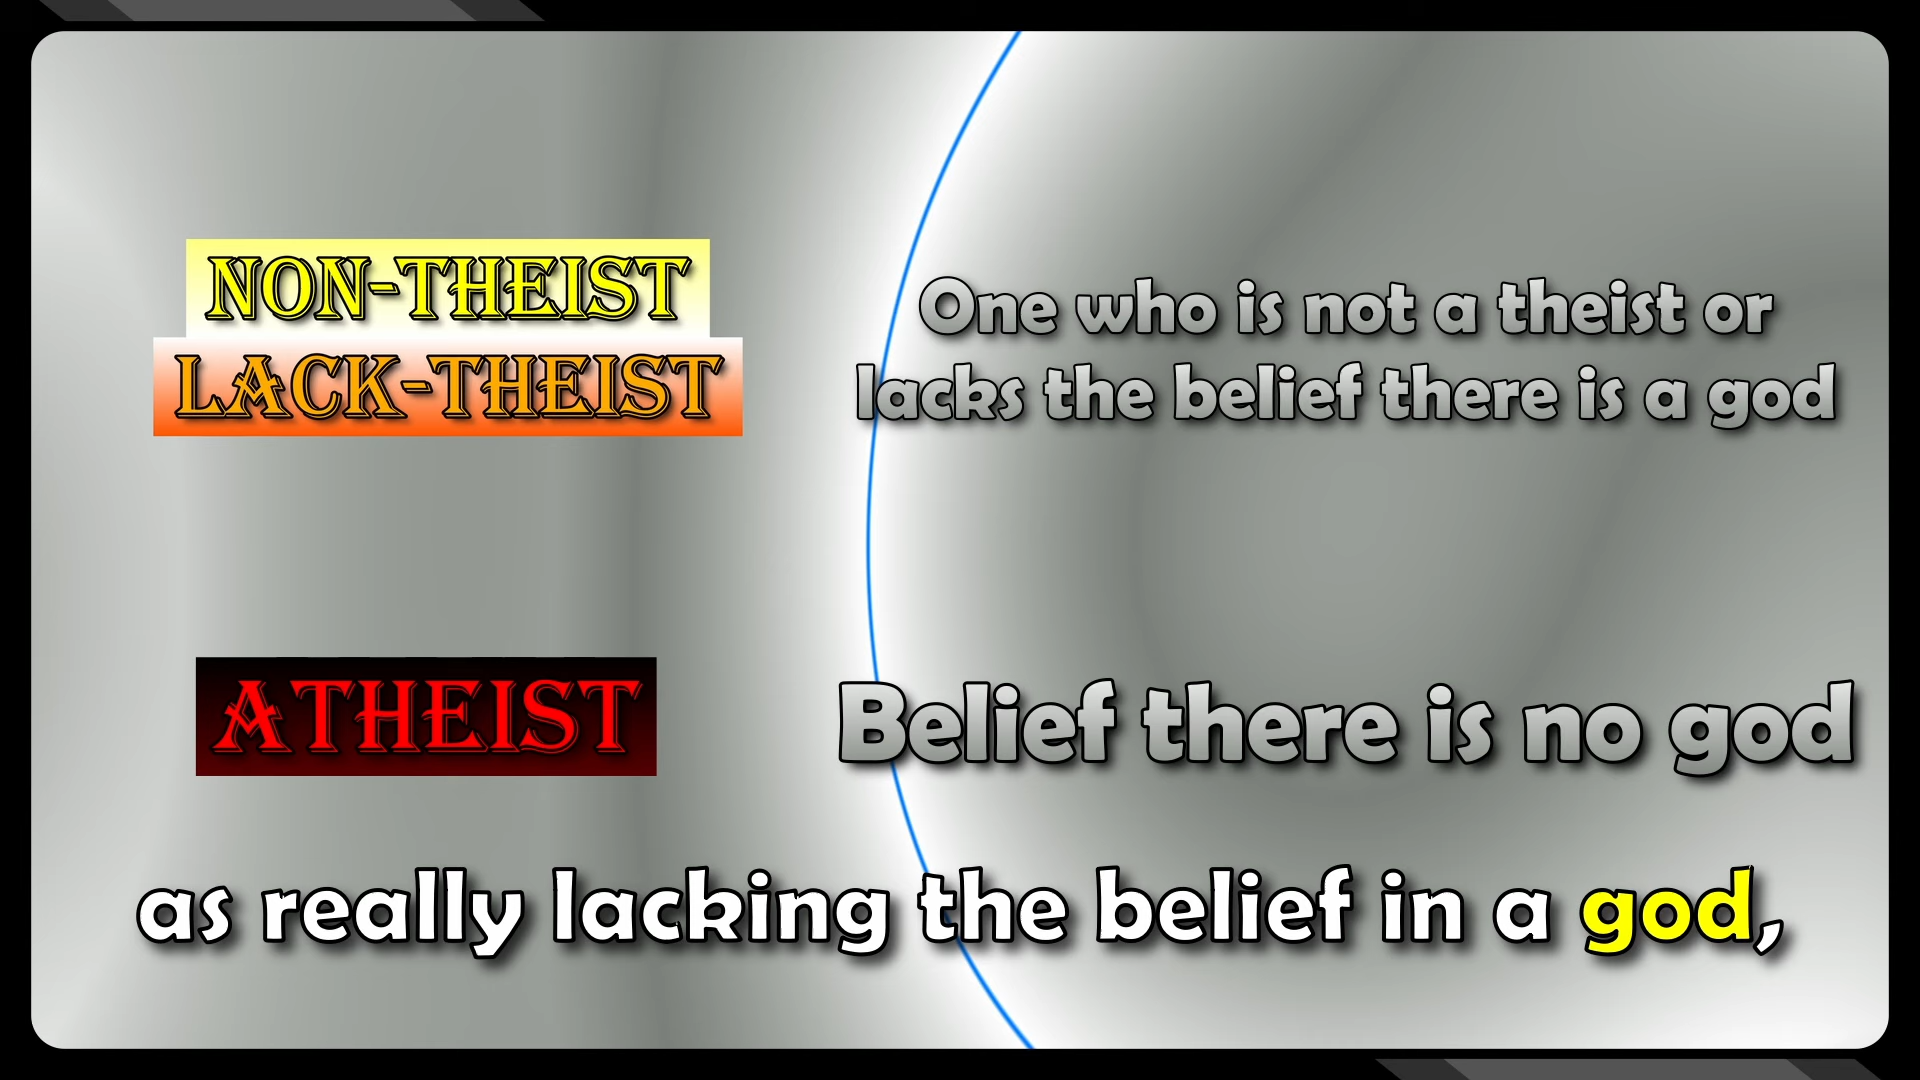 NON-THEIST
LACK-THEIST
One who is not a theist or
lacks the belief there is a god
ATHEIST
Belief there is no god
as really lacking the belief in a god,